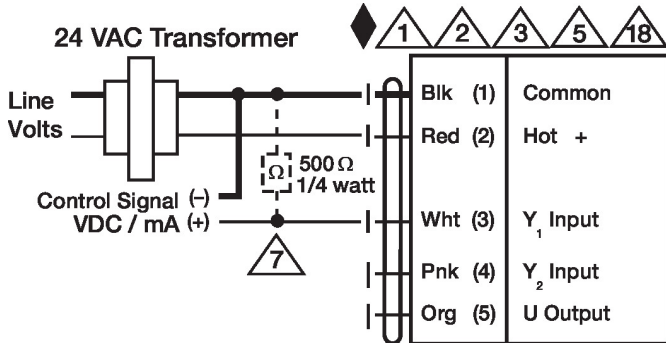 1 2 3 5 18
24 VAC Transformer
Line
Volts
Blk (1) Common
Red (2) Hot +
Ω 500 Ω
1/4 watt
Control Signal (-)
VDC / mA (+)
Wht (3) Y1 Input
7
Pnk (4) Y2 Input
Org (5) U Output